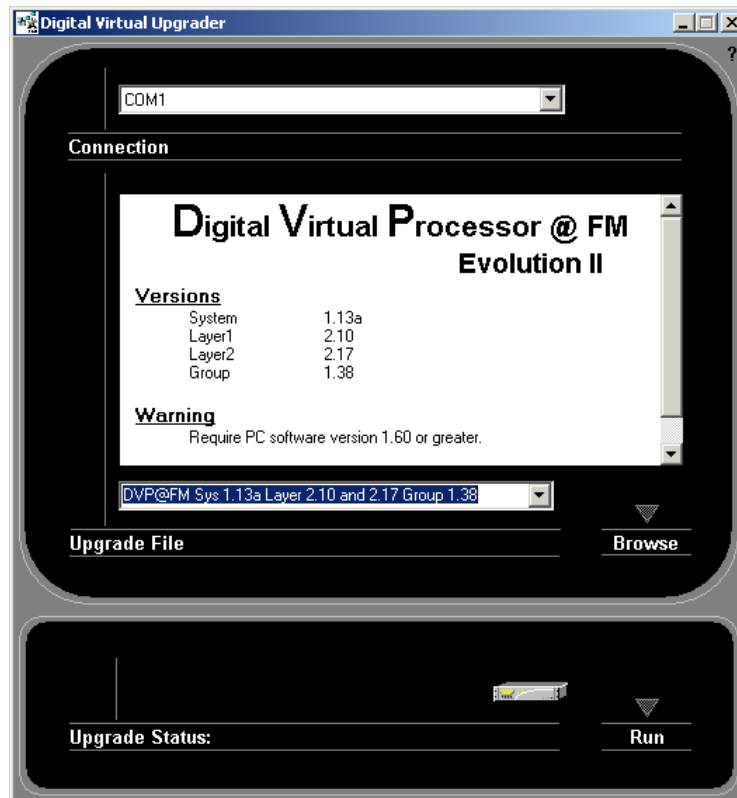 Digital Virtual Upgrader
?
COM1
Connection
Digital Virtual Processor @ FM
Evolution II
Versions
System 1.13a
Layer1 2.10
Layer2 2.17
Group 1.38
Warning
Require PC software version 1.60 or greater.
DVP@FM Sys 1.13a Layer 2.10 and 2.17 Group 1.38
Upgrade File
Browse
Upgrade Status:
Run